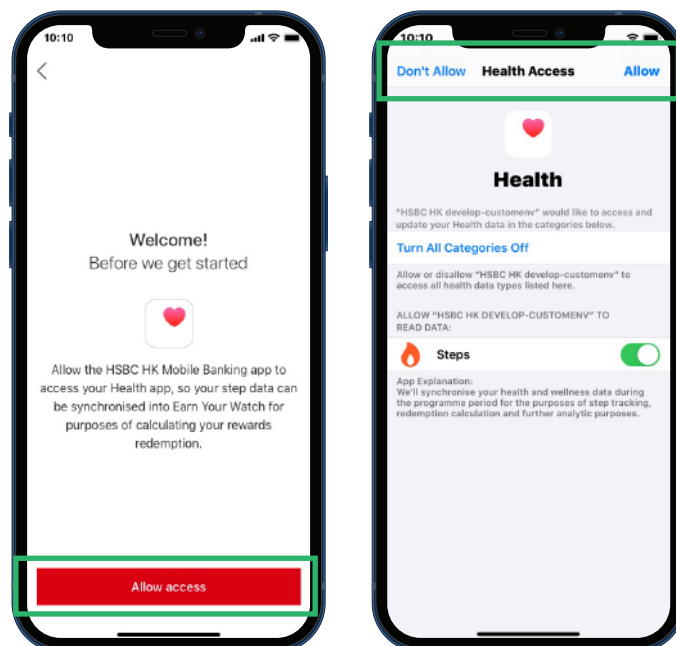 10:10
Welcome!
Before we get started
Allow the HSBC HK Mobile Banking app to
access your Health app, so your step data can
be synchronised into Earn Your Watch for
purposes of calculating your rewards
redemption.
Allow access
10:10
Don't Allow Health Access Allow
Health
"HSBC HK develop-customenv" would like to access and
update your Health data in the categories below.
Turn All Categories Off
Allow or disallow "HSBC HK develop-customenv" to
access all health data types listed here.
ALLOW "HSBC HK DEVELOP-CUSTOMENV" TO
READ DATA:
Steps
App Explanation:
We'll synchronise your health and wellness data during
the programme period for the purposes of step tracking,
redemption calculation and further analytic purposes.